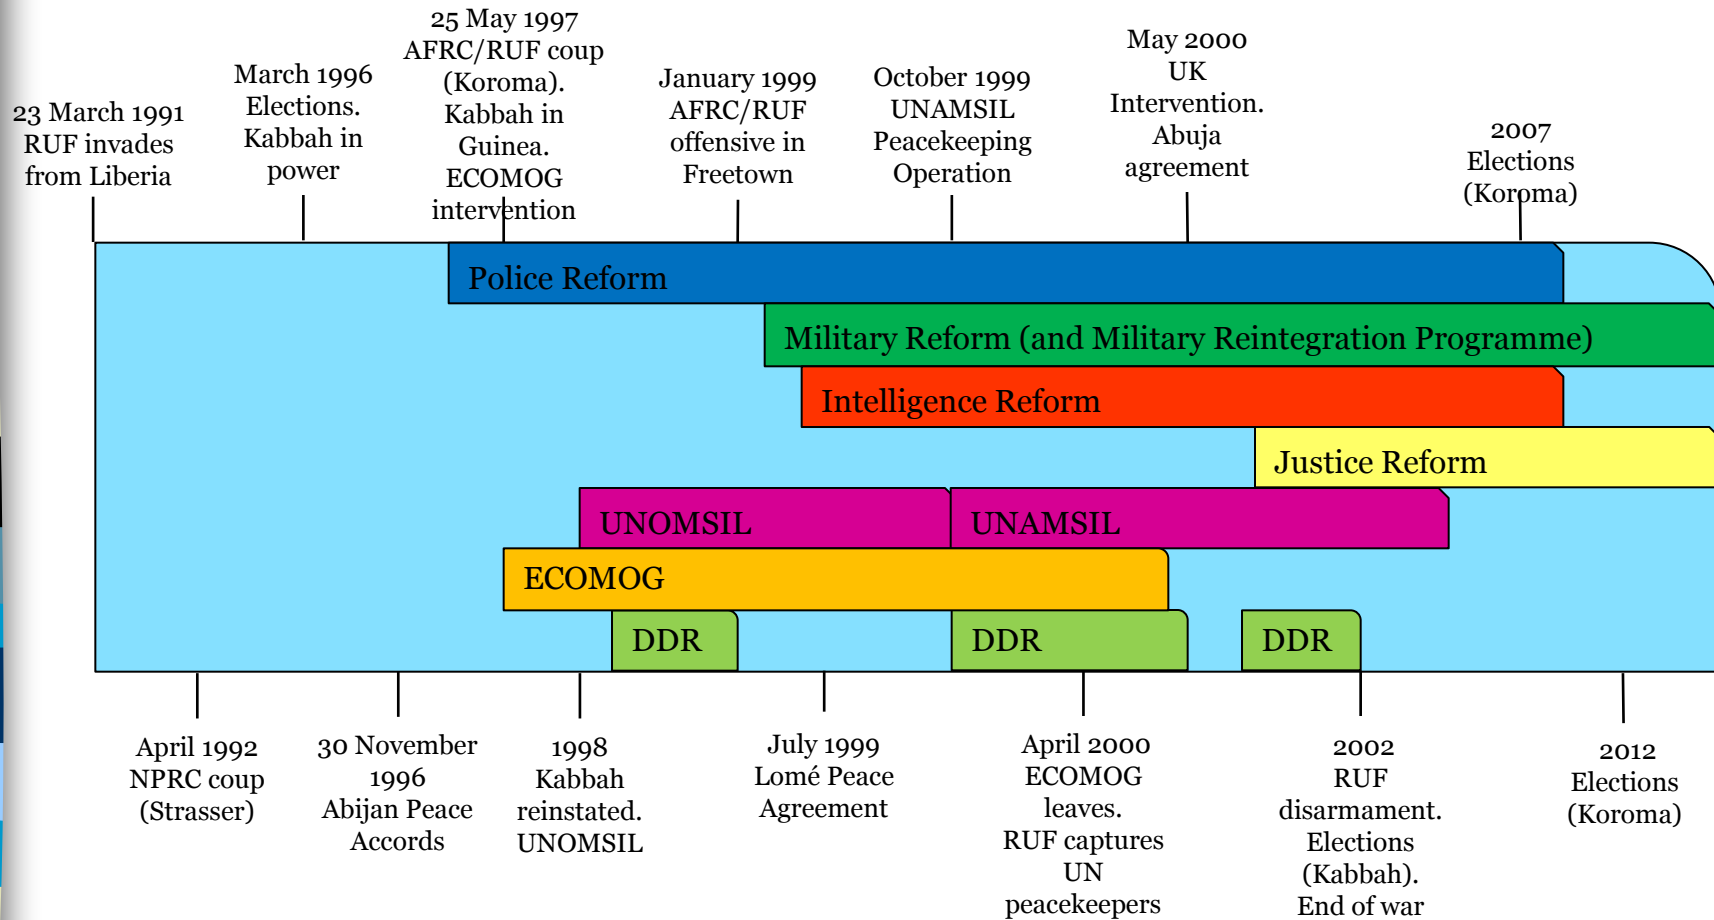 23 March 1991
RUF invades
from Liberia
March 1996
Elections.
Kabbah in
power
25 May 1997
AFRC/RUF coup
(Koroma).
Kabbah in
Guinea.
ECOMOG
intervention
January 1999
AFRC/RUF
offensive in
Freetown
October 1999
UNAMSIL
Peacekeeping
Operation
May 2000
UK
Intervention.
Abuja
agreement
2007
Elections
(Koroma)
Police Reform
Military Reform (and Military Reintegration Programme)
Intelligence Reform
Justice Reform
UNOMSIL
UNAMSIL
ECOMOG
DDR
DDR
DDR
April 1992
NPRC coup
(Strasser)
30 November
1996
Abijan Peace
Accords
1998
Kabbah
reinstated.
UNOMSIL
July 1999
Lomé Peace
Agreement
April 2000
ECOMOG
leaves.
RUF captures
UN
peacekeepers
2002
RUF
disarmament.
Elections
(Kabbah).
End of war
2012
Elections
(Koroma)